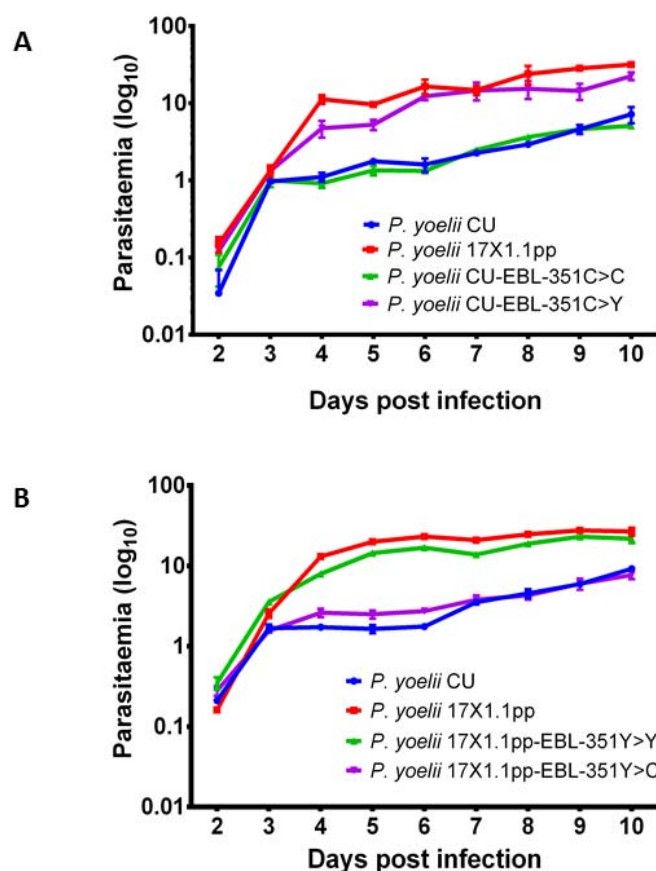 A
Parasitaemia (log10)
100
10
1
0.1
0.01
P. yoelii CU
P. yoelii 17X1.1pp
P. yoelii CU-EBL-351C>C
P. yoelii CU-EBL-351C>Y
2 3 4 5 6 7 8 9 10
Days post infection
B
Parasitaemia (log10)
100
10
1
0.1
0.01
P. yoelii CU
P. yoelii 17X1.1pp
P. yoelii 17X1.1pp-EBL-351Y>Y
P. yoelii 17X1.1pp-EBL-351Y>C
2 3 4 5 6 7 8 9 10
Days post infection